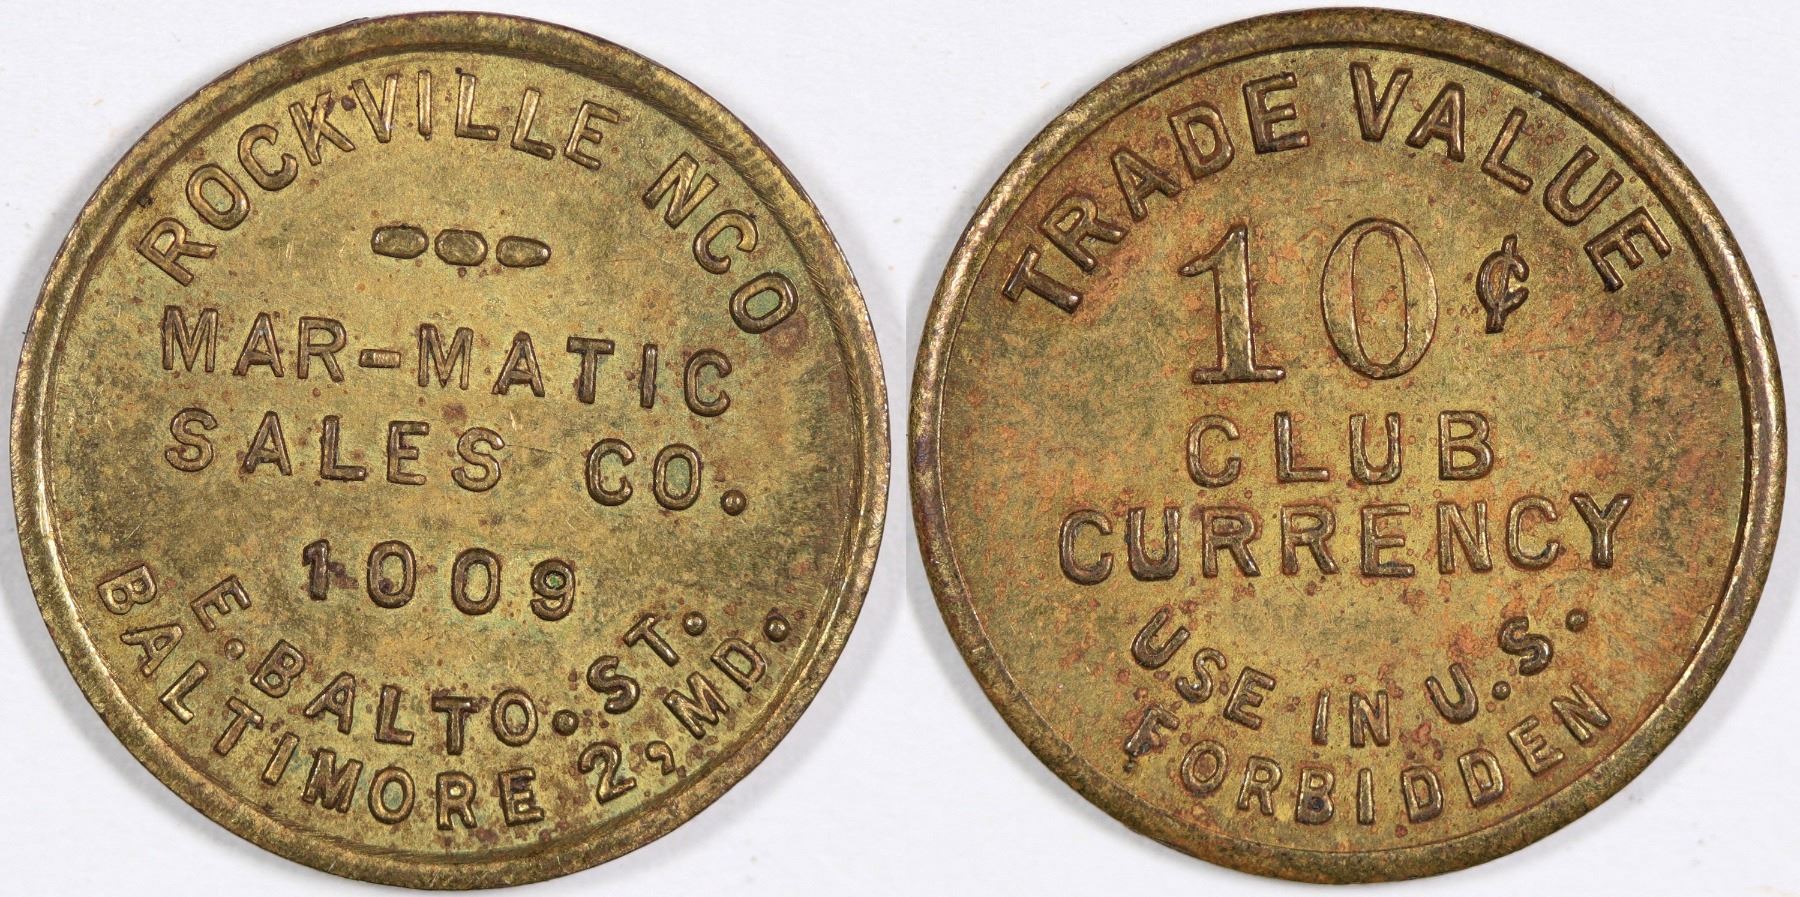 ROCKVILLE NCO
MAR-MATIC
SALES CO.
1009
E. BALTO. ST.
BALTIMORE 2, MD.
TRADE VALUE
10¢
CLUB
CURRENCY
USE IN U.S.
FORBIDDEN